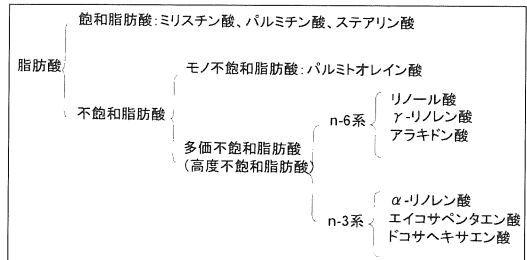 飽和脂肪酸：ミリスチン酸、パルミチン酸、ステアリン酸
脂肪酸
モノ不飽和脂肪酸：パルミトオレイン酸
不飽和脂肪酸
多価不飽和脂肪酸
（高度不飽和脂肪酸）
n-6系
リノール酸
γ-リノレン酸
アラキドン酸
n-3系
α-リノレン酸
エイコサペンタエン酸
ドコサヘキサエン酸